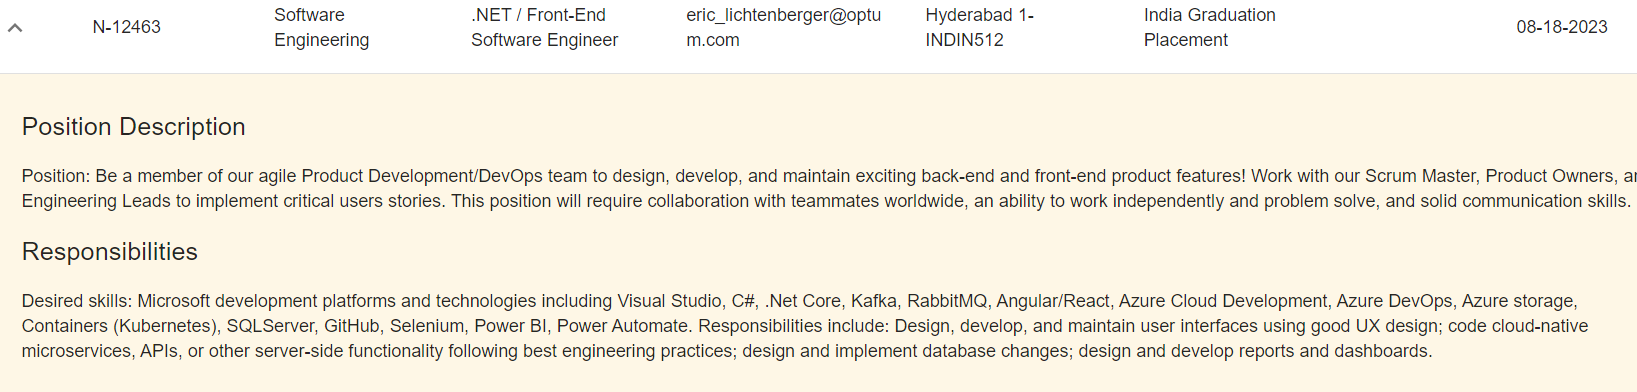 N-12463
Software
Engineering
.NET / Front-End
Software Engineer
eric_lichtenberger@optu
m.com
Hyderabad 1-
INDIN512
India Graduation
Placement
08-18-2023
Position Description
Position: Be a member of our agile Product Development/DevOps team to design, develop, and maintain exciting back-end and front-end product features! Work with our Scrum Master, Product Owners,
Engineering Leads to implement critical users stories. This position will require collaboration with teammates worldwide, an ability to work independently and problem solve, and solid communication skills.
Responsibilities
Desired skills: Microsoft development platforms and technologies including Visual Studio, C#, .Net Core, Kafka, RabbitMQ, Angular/React, Azure Cloud Development, Azure DevOps, Azure storage,
Containers (Kubernetes), SQLServer, GitHub, Selenium, Power BI, Power Automate. Responsibilities include: Design, develop, and maintain user interfaces using good UX design; code cloud-native
microservices, APIs, or other server-side functionality following best engineering practices; design and implement database changes; design and develop reports and dashboards.